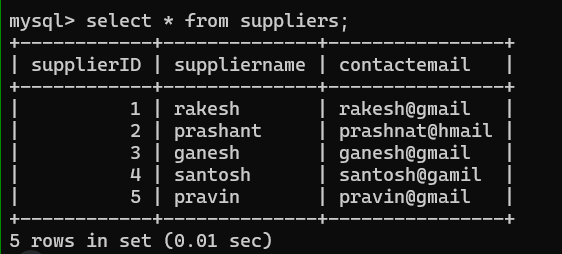 mysql> select * from suppliers;
+------------+--------------+----------------+
| supplierID | suppliername | contactemail   |
+------------+--------------+----------------+
|          1 | rakesh       | rakesh@gmail   |
|          2 | prashant     | prashnat@hmail |
|          3 | ganesh       | ganesh@gmail   |
|          4 | santosh      | santosh@gamil  |
|          5 | pravin       | pravin@gmail   |
+------------+--------------+----------------+
5 rows in set (0.01 sec)